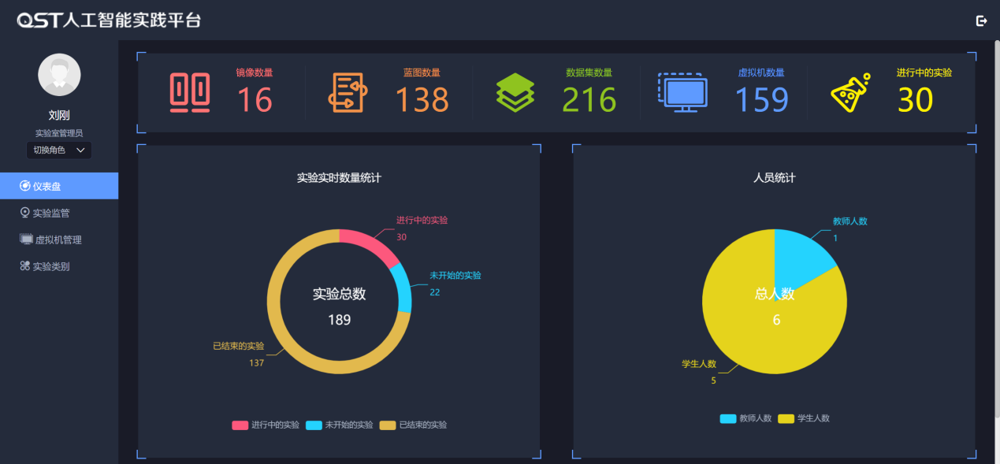 QST人工智能实践平台
刘刚
实验室管理员
切换角色
仪表盘
实验监管
虚拟机管理
实验类别
镜像数量
16
蓝图数量
138
数据集数量
216
虚拟机数量
159
进行中的实验
30
实验实时数量统计
进行中的实验
30
未开始的实验
22
实验总数
189
已结束的实验
137
进行中的实验 未开始的实验 已结束的实验
人员统计
教师人数
1
总人数
6
学生人数
5
教师人数 学生人数